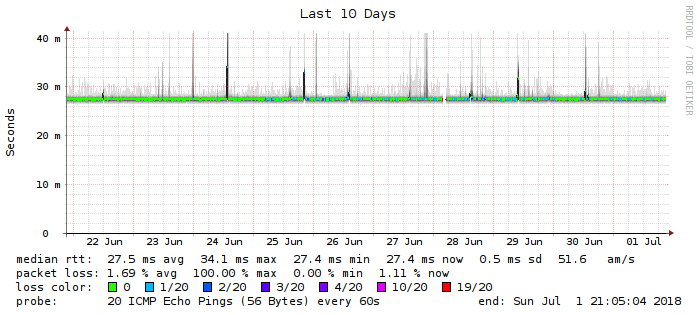 Last 10 Days
RRDTOOL / TOBI OETIKER
Seconds
40 m
30 m
20 m
10 m
0
22 Jun 23 Jun 24 Jun 25 Jun 26 Jun 27 Jun 28 Jun 29 Jun 30 Jun 01 Jul
median rtt: 27.5 ms avg 34.1 ms max 27.4 ms min 27.4 ms now 0.5 ms sd 51.6 am/s
packet loss: 1.69 % avg 100.00 % max 0.00 % min 1.11 % now
loss color: 0 1/20 2/20 3/20 4/20 10/20 19/20
probe: 20 ICMP Echo Pings (56 Bytes) every 60s end: Sun Jul 1 21:05:04 2018